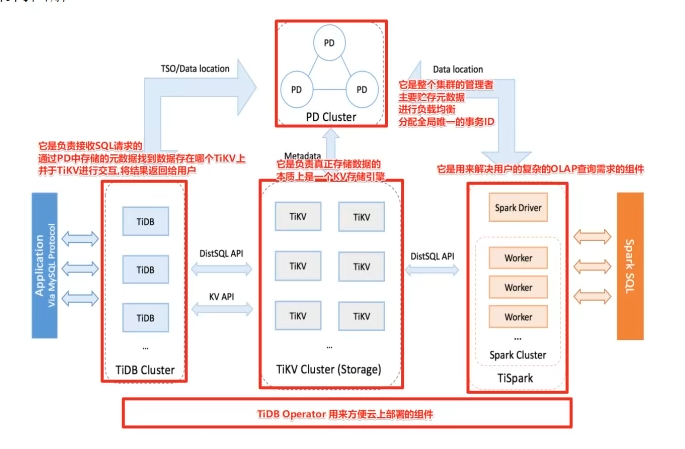 PD
TSO/Data location
Data location
PD
PD
PD Cluster
它是整个集群的管理者
主要贮存元数据
进行负载均衡
分配全局唯一的事务ID
它是负责接收SQL请求的
通过PD中存储的元数据找到数据存在哪个TiKV上
并于TiKV进行交互,将结果返回给用户
Metadata
它是负责真正存储数据的
本质上是一个KV存储引擎
它是用来解决用户的复杂的OLAP查询需求的组件
Application
Via MySQL Protocol
TiDB
TiDB
TiDB
...
TiDB Cluster
DistSQL API
KV API
TiKV
TiKV
TiKV
TiKV
TiKV
TiKV
...
TiKV Cluster (Storage)
DistSQL API
Spark Driver
Worker
Worker
Worker
...
Spark Cluster
TiSpark
Spark SQL
TiDB Operator 用来方便云上部署的组件